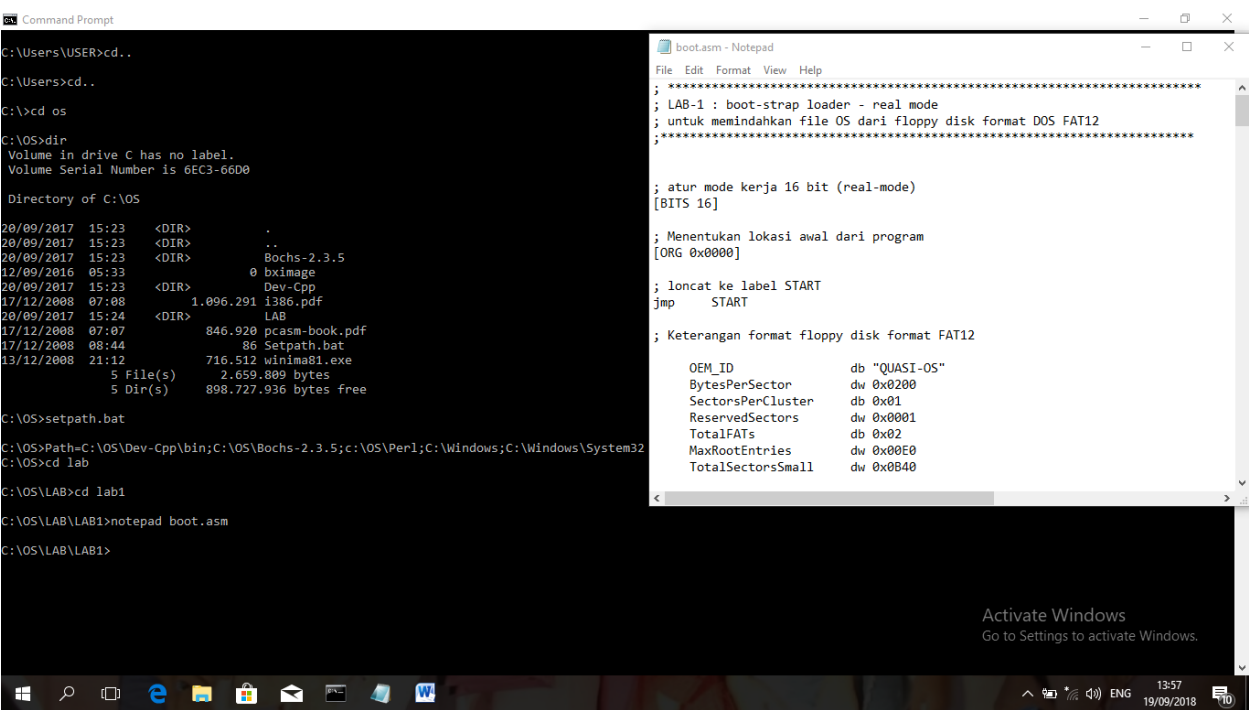 Command Prompt
C:\Users\USER>cd..
C:\Users>cd..
C:\>cd os
C:\OS>dir
 Volume in drive C has no label.
 Volume Serial Number is 6EC3-66D0
 Directory of C:\OS
20/09/2017  15:23    <DIR>          .
20/09/2017  15:23    <DIR>          ..
20/09/2017  15:23    <DIR>          Bochs-2.3.5
12/09/2016  05:33                 0 bximage
20/09/2017  15:23    <DIR>          Dev-Cpp
17/12/2008  07:08         1.096.291 i386.pdf
20/09/2017  15:24    <DIR>          LAB
17/12/2008  07:07           846.920 pcasm-book.pdf
17/12/2008  08:44                86 Setpath.bat
13/12/2008  21:12           716.512 winima81.exe
               5 File(s)      2.659.809 bytes
               5 Dir(s)     898.727.936 bytes free
C:\OS>setpath.bat
C:\OS>Path=C:\OS\Dev-Cpp\bin;C:\OS\Bochs-2.3.5;c:\OS\Perl;C:\Windows;C:\Windows\System32
C:\OS>cd lab
C:\OS\LAB>cd lab1
C:\OS\LAB\LAB1>notepad boot.asm
C:\OS\LAB\LAB1>
boot.asm - Notepad
File Edit Format View Help
; *************************************************************************
; LAB-1 : boot-strap loader - real mode
; untuk memindahkan file OS dari floppy disk format DOS FAT12
;*************************************************************************
; atur mode kerja 16 bit (real-mode)
[BITS 16]
; Menentukan lokasi awal dari program
[ORG 0x0000]
; loncat ke label START
jmp     START
; Keterangan format floppy disk format FAT12
     OEM_ID                db "QUASI-OS"
     BytesPerSector        dw 0x0200
     SectorsPerCluster     db 0x01
     ReservedSectors       dw 0x0001
     TotalFATs             db 0x02
     MaxRootEntries        dw 0x00E0
     TotalSectorsSmall     dw 0x0B40
Activate Windows
Go to Settings to activate Windows.
ENG
13:57
19/09/2018
10